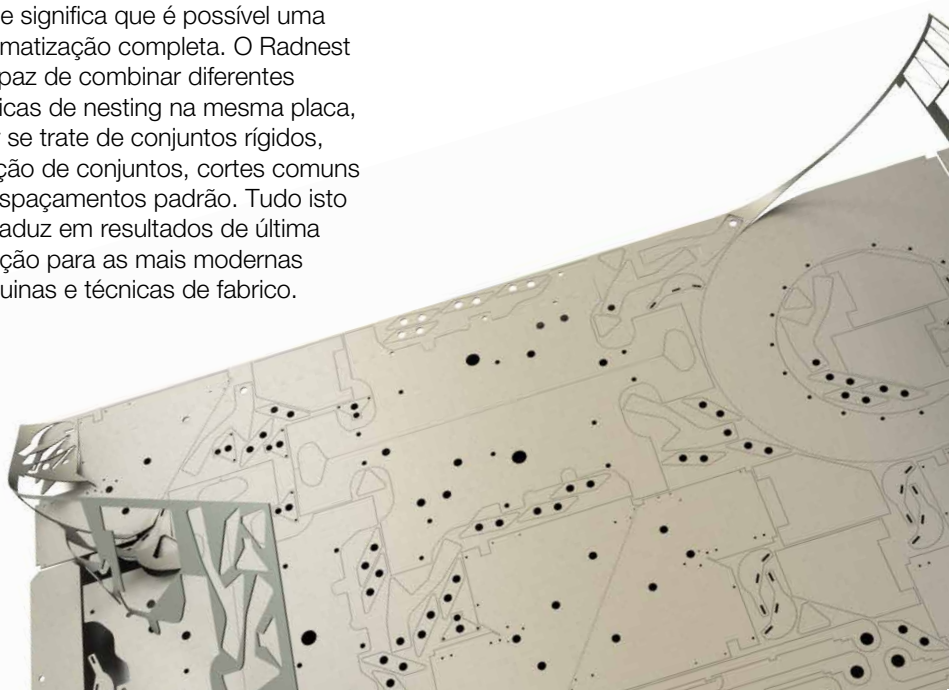 e significa que é possível uma
matização completa. O Radnest
paz de combinar diferentes
icas de nesting na mesma placa,
se trate de conjuntos rígidos,
ção de conjuntos, cortes comuns
spaçamentos padrão. Tudo isto
aduz em resultados de última
ção para as mais modernas
uinas e técnicas de fabrico.